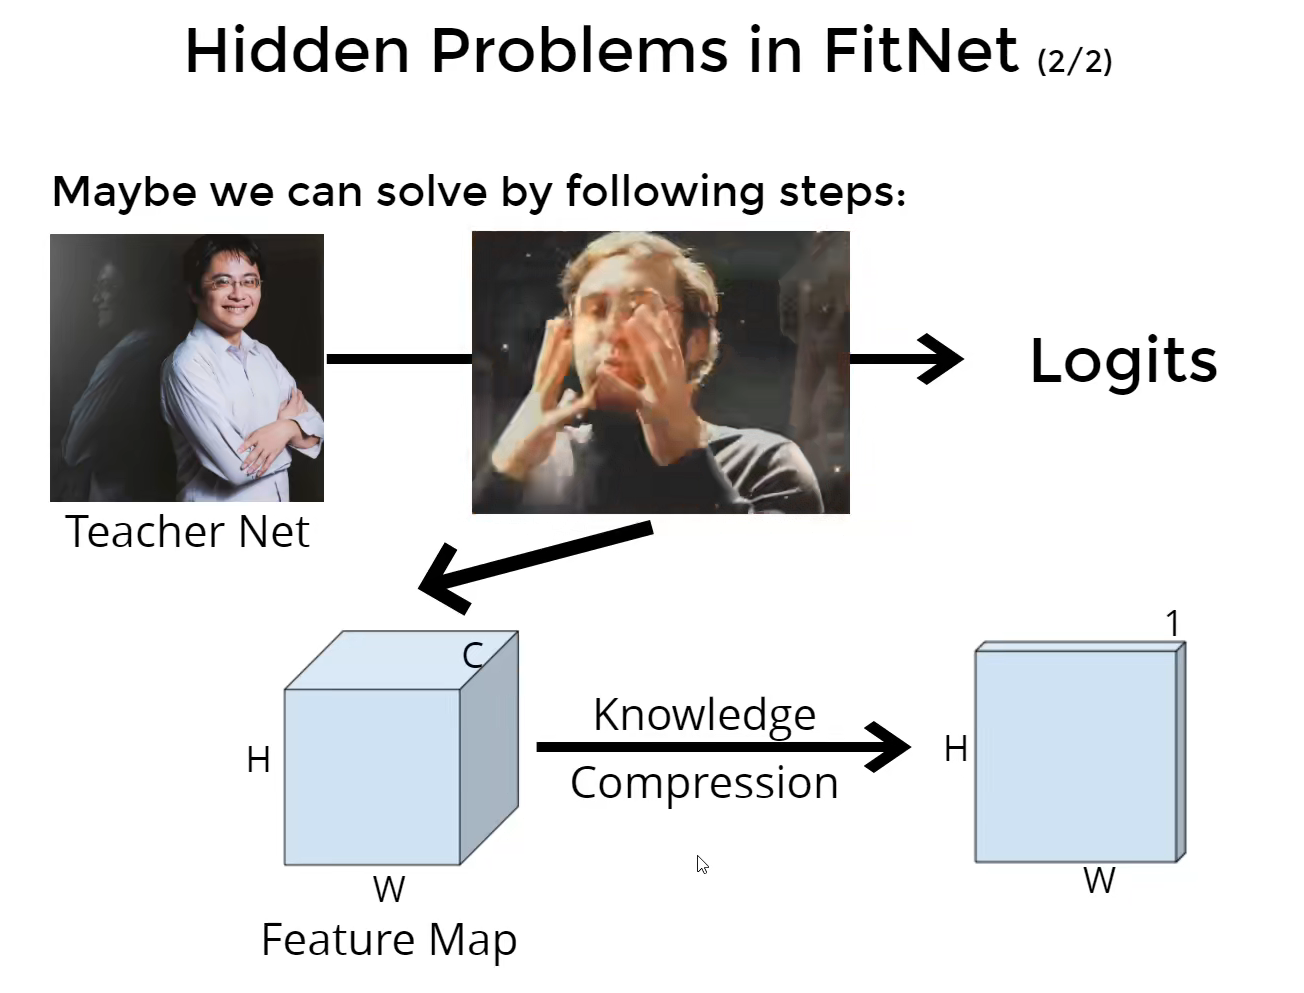 Hidden Problems in FitNet (2/2)
Maybe we can solve by following steps:
Logits
Teacher Net
C
1
H
Knowledge
Compression
H
W
W
Feature Map